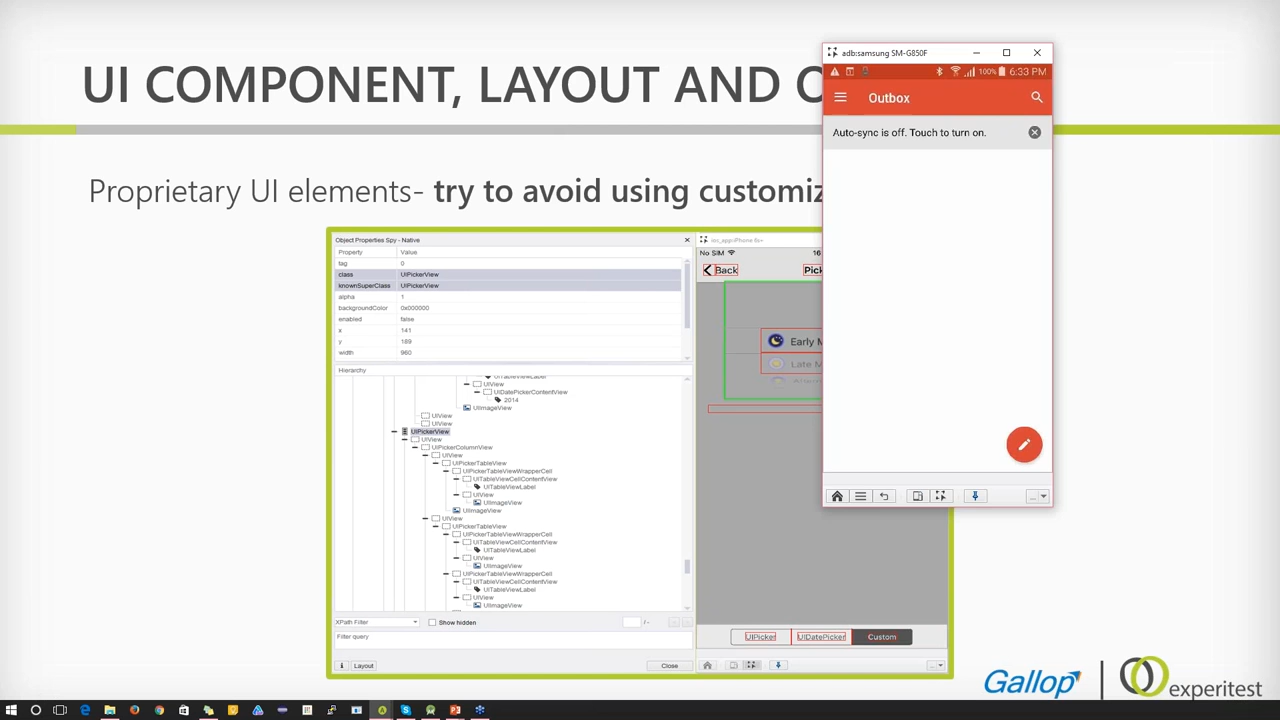 UI COMPONENT, LAYOUT AND
Proprietary UI elements- try to avoid using customiz
adb:samsung SM-G850F
100% 6:33 PM
Outbox
Auto-sync is off. Touch to turn on.
Object Properties Spy - Native
Property Value
tag 0
class UIPickerView
knownSuperClass UIPickerView
alpha 1
backgroundColor 0x000000
enabled false
x 141
y 189
width 960
Hierarchy
UITableViewLabel
UIView
UIDatePickerContentView
2014
UIImageView
UIView
UIView
UIPickerView
UIView
UIPickerColumnView
UIView
UIPickerTableView
UIPickerTableViewWrapperCell
UITableViewCellContentView
UITableViewLabel
UIView
UIImageView
UIImageView
UIView
UIPickerTableView
UIPickerTableViewWrapperCell
UITableViewCellContentView
UITableViewLabel
UIView
UIImageView
UIPickerTableViewWrapperCell
UITableViewCellContentView
UITableViewLabel
UIView
UIImageView
XPath Filter Show hidden / -
Filter query
Layout Close
No SIM 16
Back Pick
Early M
Late M
UIPicker UIDatePicker Custom
...
...
Gallop experitest